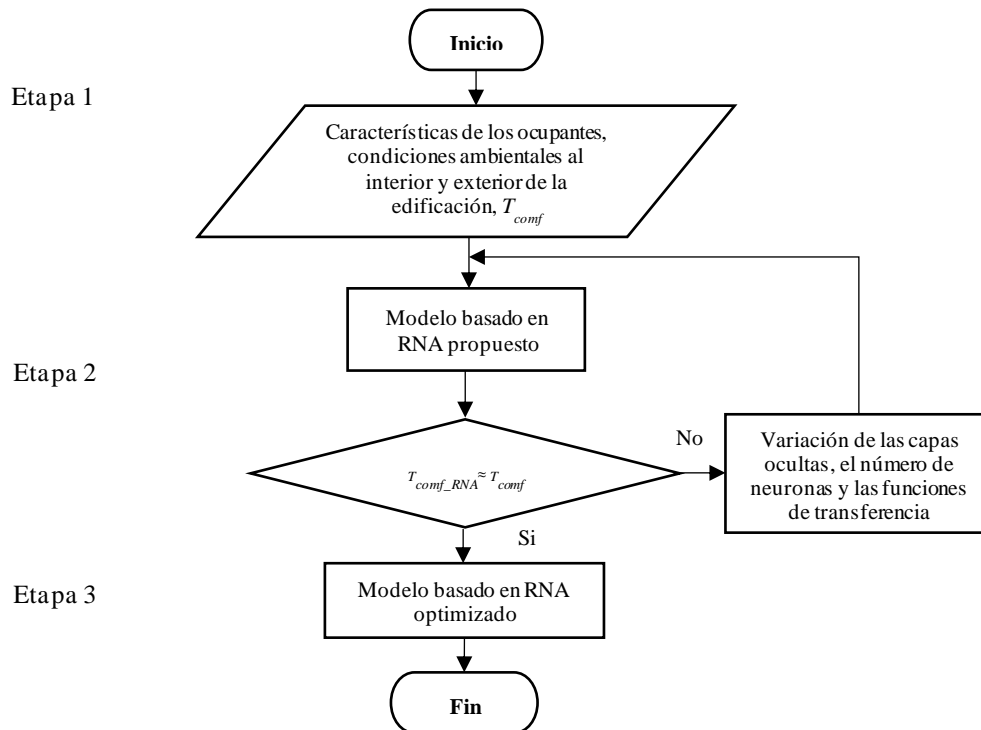 Inicio
Etapa 1
Características de los ocupantes,
condiciones ambientales al
interior y exterior de la
edificación, T_comf
Modelo basado en
RNA propuesto
Etapa 2
T_comf_RNA ≈ T_comf
No
Variación de las capas
ocultas, el número de
neuronas y las funciones
de transferencia
Si
Etapa 3
Modelo basado en RNA
optimizado
Fin